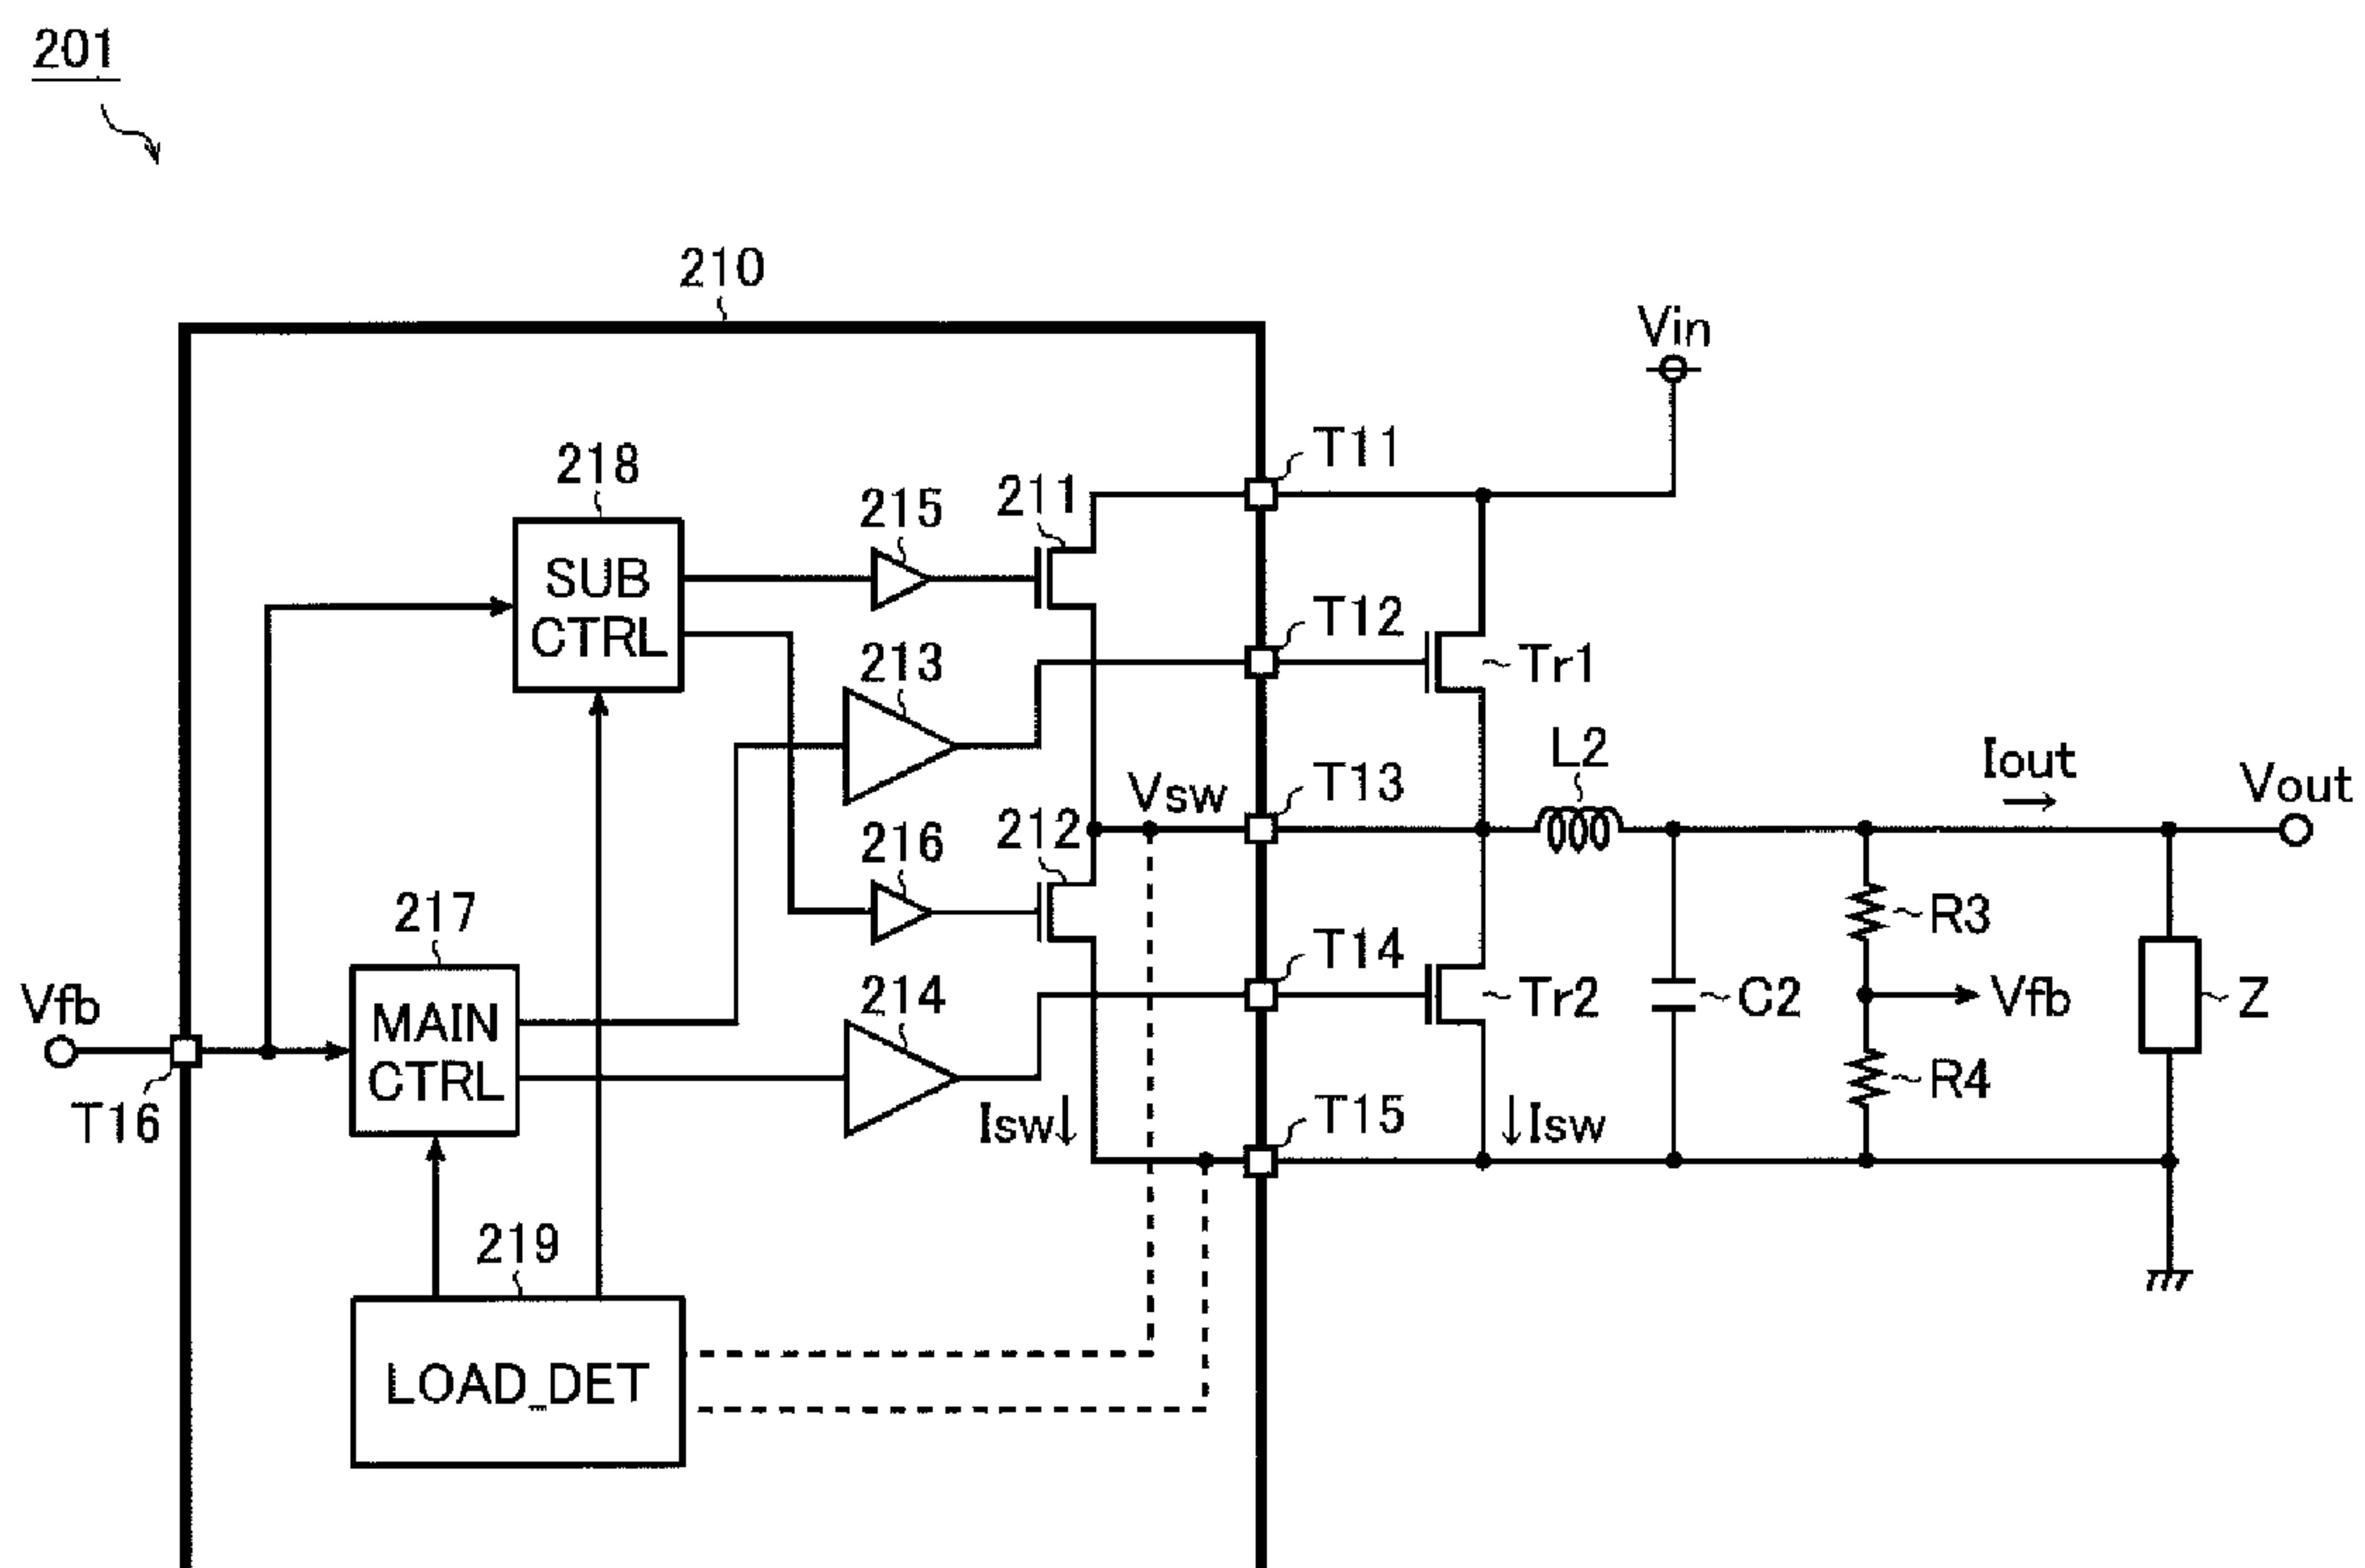 201
210
Vin
T11
218
215
211
SUB
CTRL
T12
213
Tr1
L2
Iout
Vout
T13
Vsw
216
212
217
T14
R3
214
Vfb
MAIN
CTRL
Tr2
C2
Vfb
Z
R4
T16
Isw
T15
Isw
219
LOAD_DET